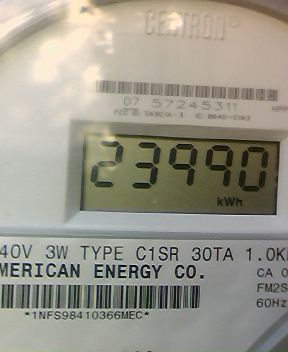 CENTRON®
07 57245311
23990
kWh
40V 3W TYPE C1SR 30TA 1.0K
MERICAN ENERGY CO.
CA 0
FM2S
60Hz
*1NFS98410366MEC*